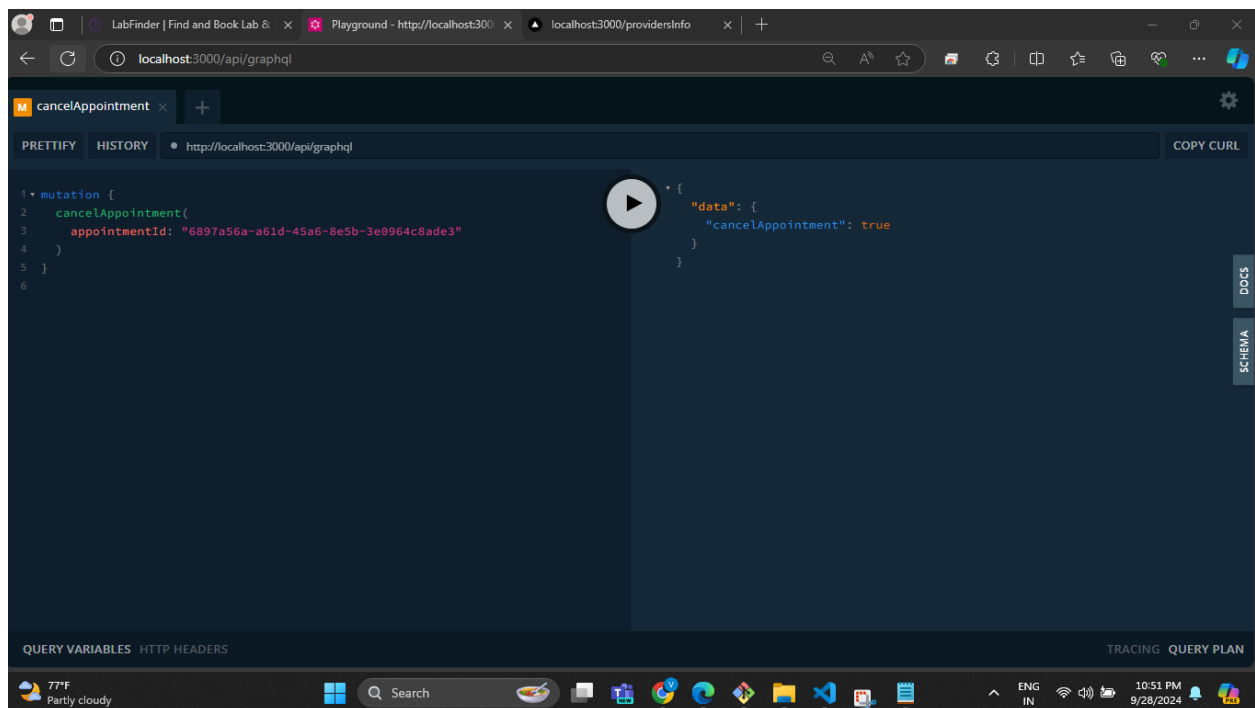 LabFinder | Find and Book Lab &
Playground - http://localhost:300
localhost:3000/providersInfo
localhost:3000/api/graphql
M cancelAppointment
PRETTIFY HISTORY http://localhost:3000/api/graphql COPY CURL
1 mutation {
2 cancelAppointment(
3 appointmentId: "6897a56a-a61d-45a6-8e5b-3e0964c8ade3"
4 )
5 }
6
{
"data": {
"cancelAppointment": true
}
}
DOCS
SCHEMA
QUERY VARIABLES HTTP HEADERS
TRACING QUERY PLAN
77°F
Partly cloudy
Search
NEW
V
ENG
IN
10:51 PM
9/28/2024
PRE